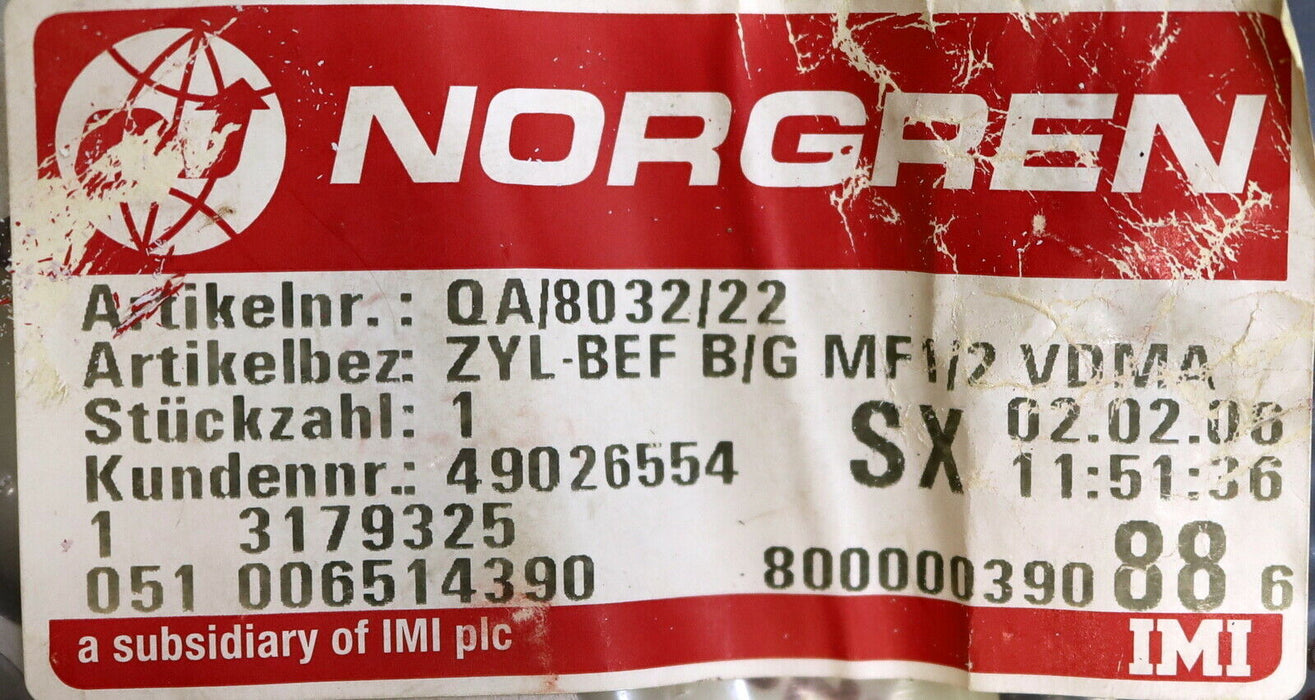 NORGREN
Artikelnr. : QA/8032/22
Artikelbez: ZYL-BEF B/G MF1/2 VDMA
Stückzahl: 1 SX 02.02.06
Kundennr.: 49026554 11:51:36
1 3179325
051 006514390 800000390 88 6
a subsidiary of IMI plc IMI